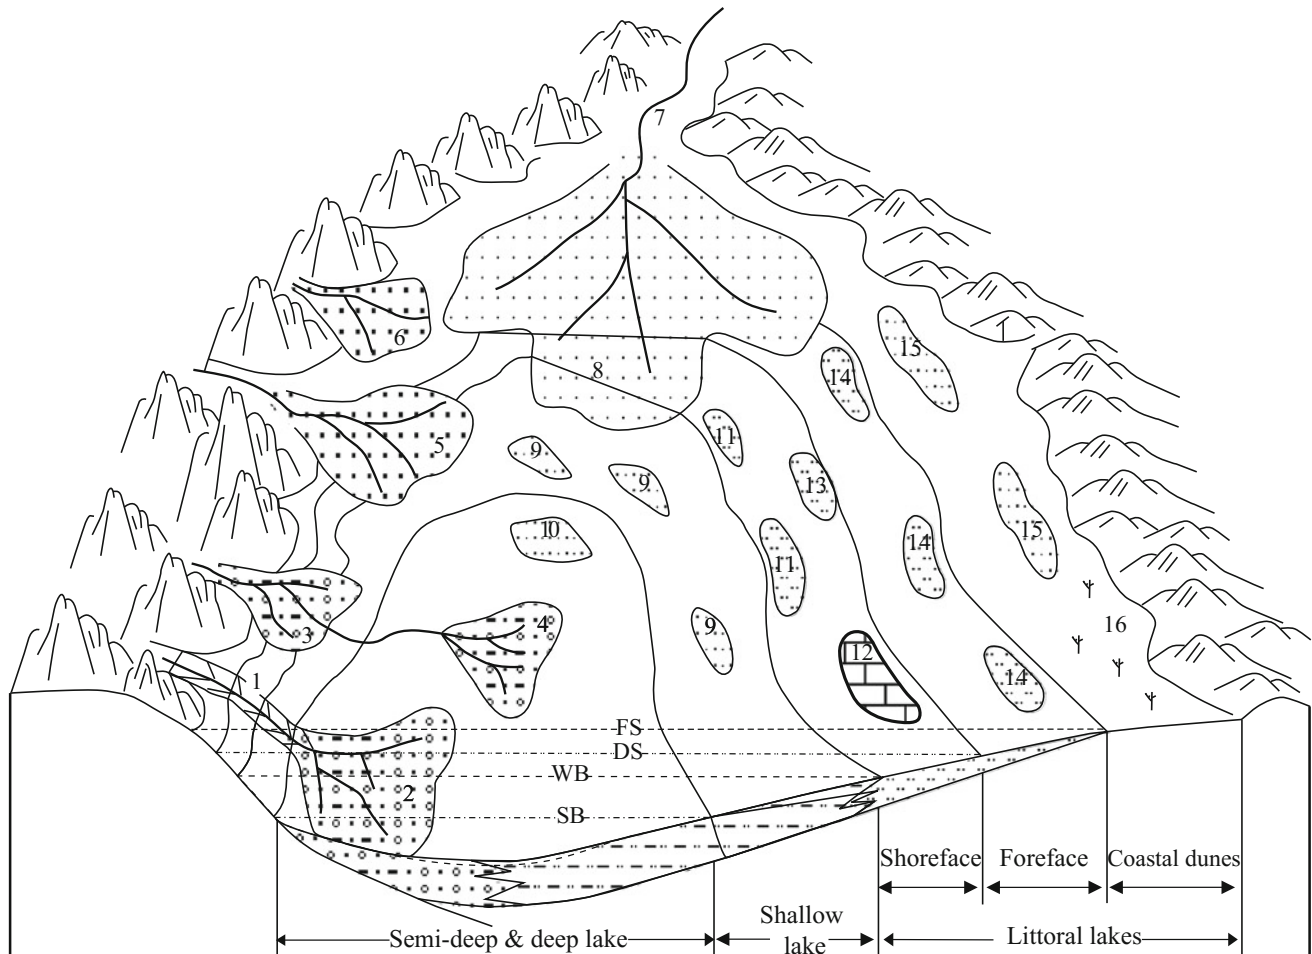 7
6
15
8
14
5
11
9
9
13
15
10
14
11
3
4
9
16
12
1
14
FS
DS
WB
2
SB
Shoreface
Foreface
Coastal dunes
Semi-deep & deep lake
Shallow
lake
Littoral lakes